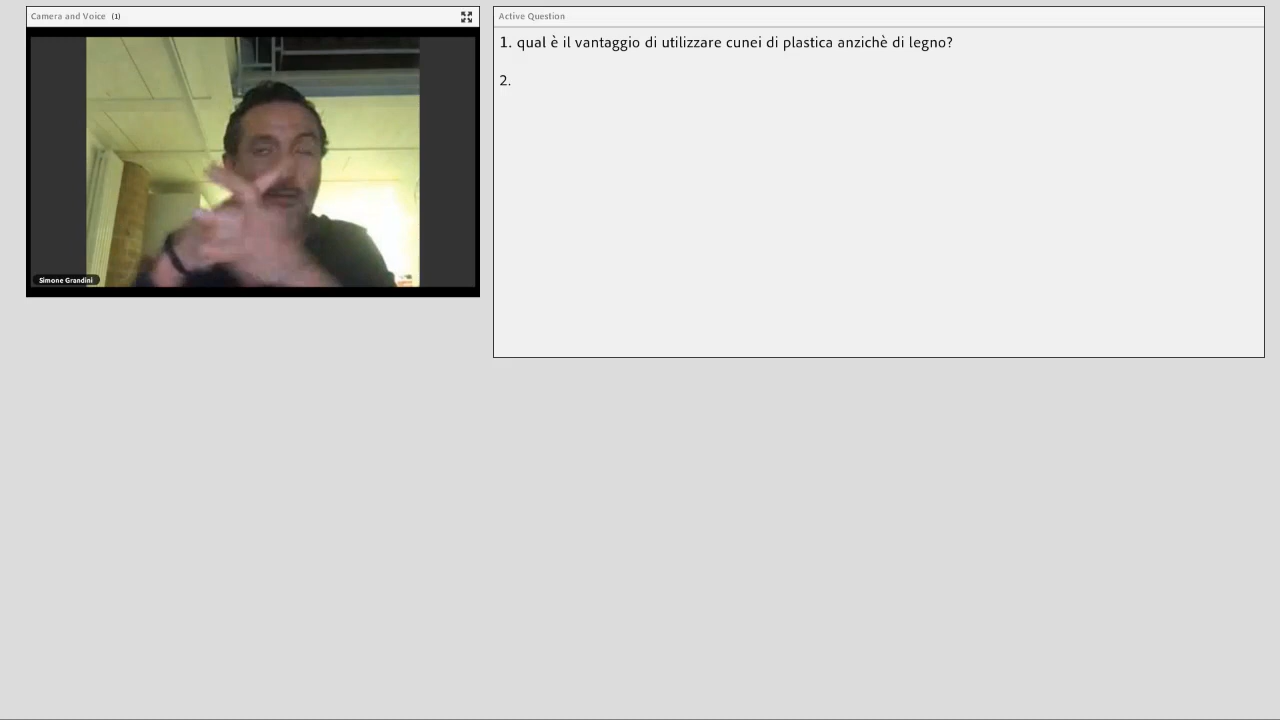 Camera and Voice (1)
Simone Grandini
Active Question
1. qual è il vantaggio di utilizzare cunei di plastica anzichè di legno?
2.